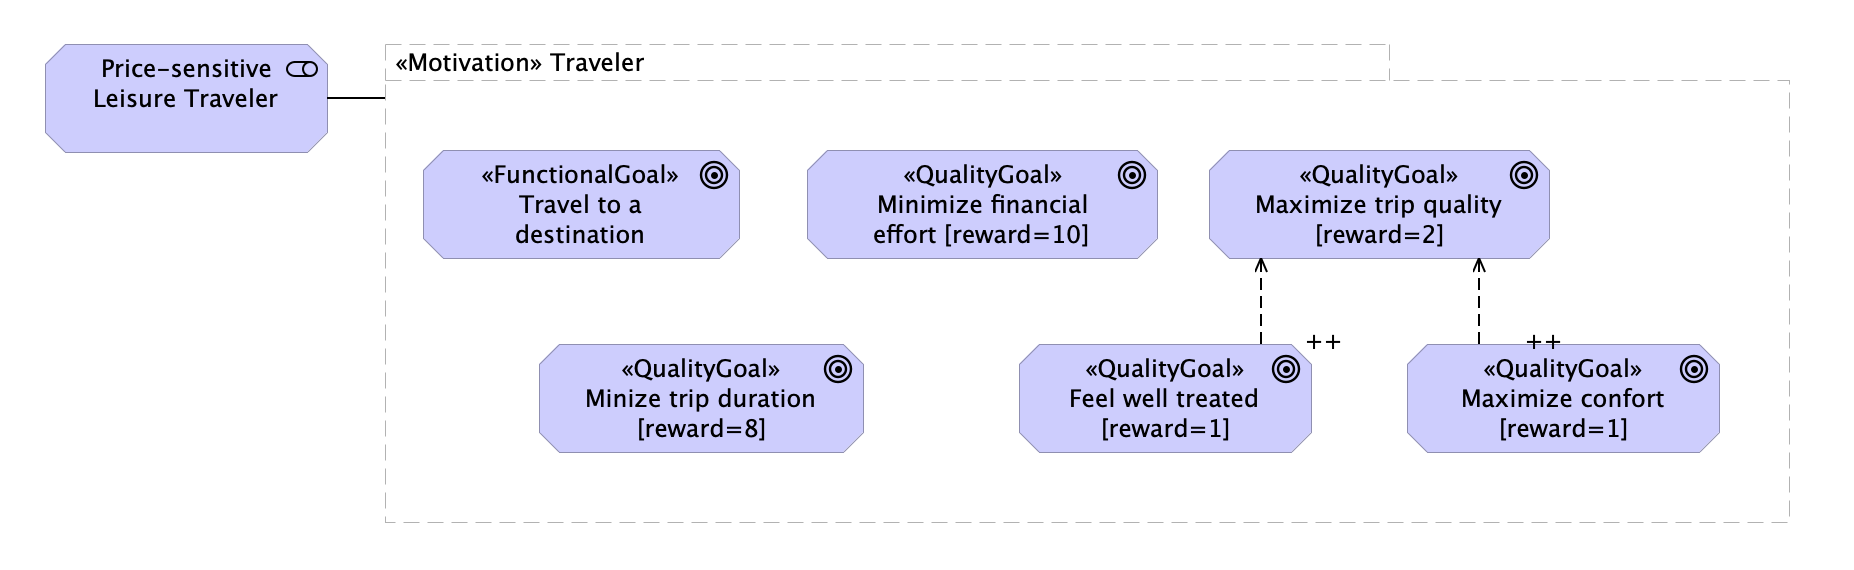 Price-sensitive
Leisure Traveler
«Motivation» Traveler
«FunctionalGoal»
Travel to a
destination
«QualityGoal»
Minimize financial
effort [reward=10]
«QualityGoal»
Maximize trip quality
[reward=2]
++
++
«QualityGoal»
Minize trip duration
[reward=8]
«QualityGoal»
Feel well treated
[reward=1]
«QualityGoal»
Maximize confort
[reward=1]